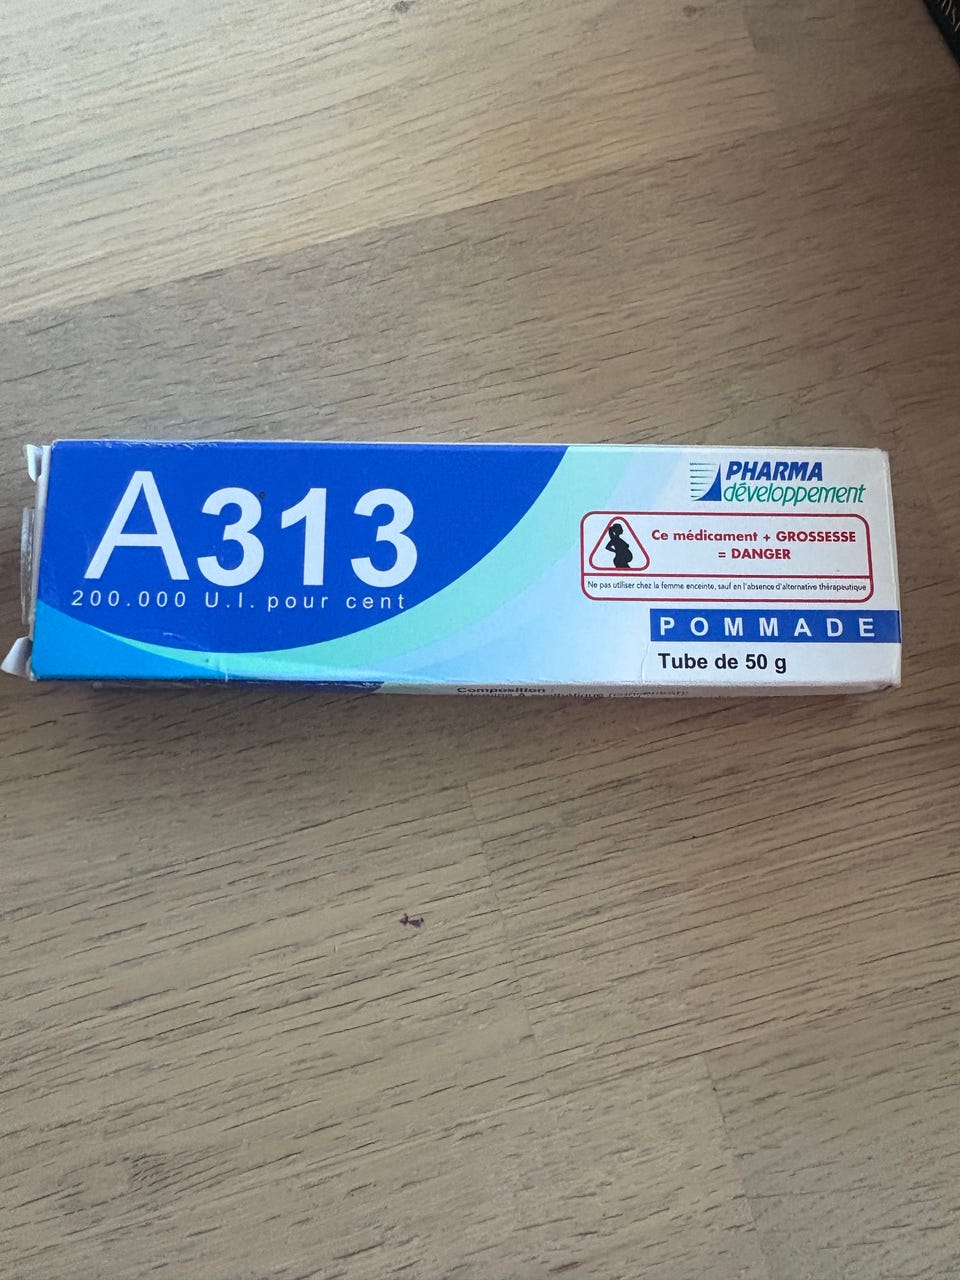 A313
200.000 U.I. pour cent
PHARMA
développement
Ce médicament + GROSSESSE
= DANGER
Ne pas utiliser chez la femme enceinte, sauf en l'absence d'alternative thérapeutique
POMMADE
Tube de 50 g
Composition